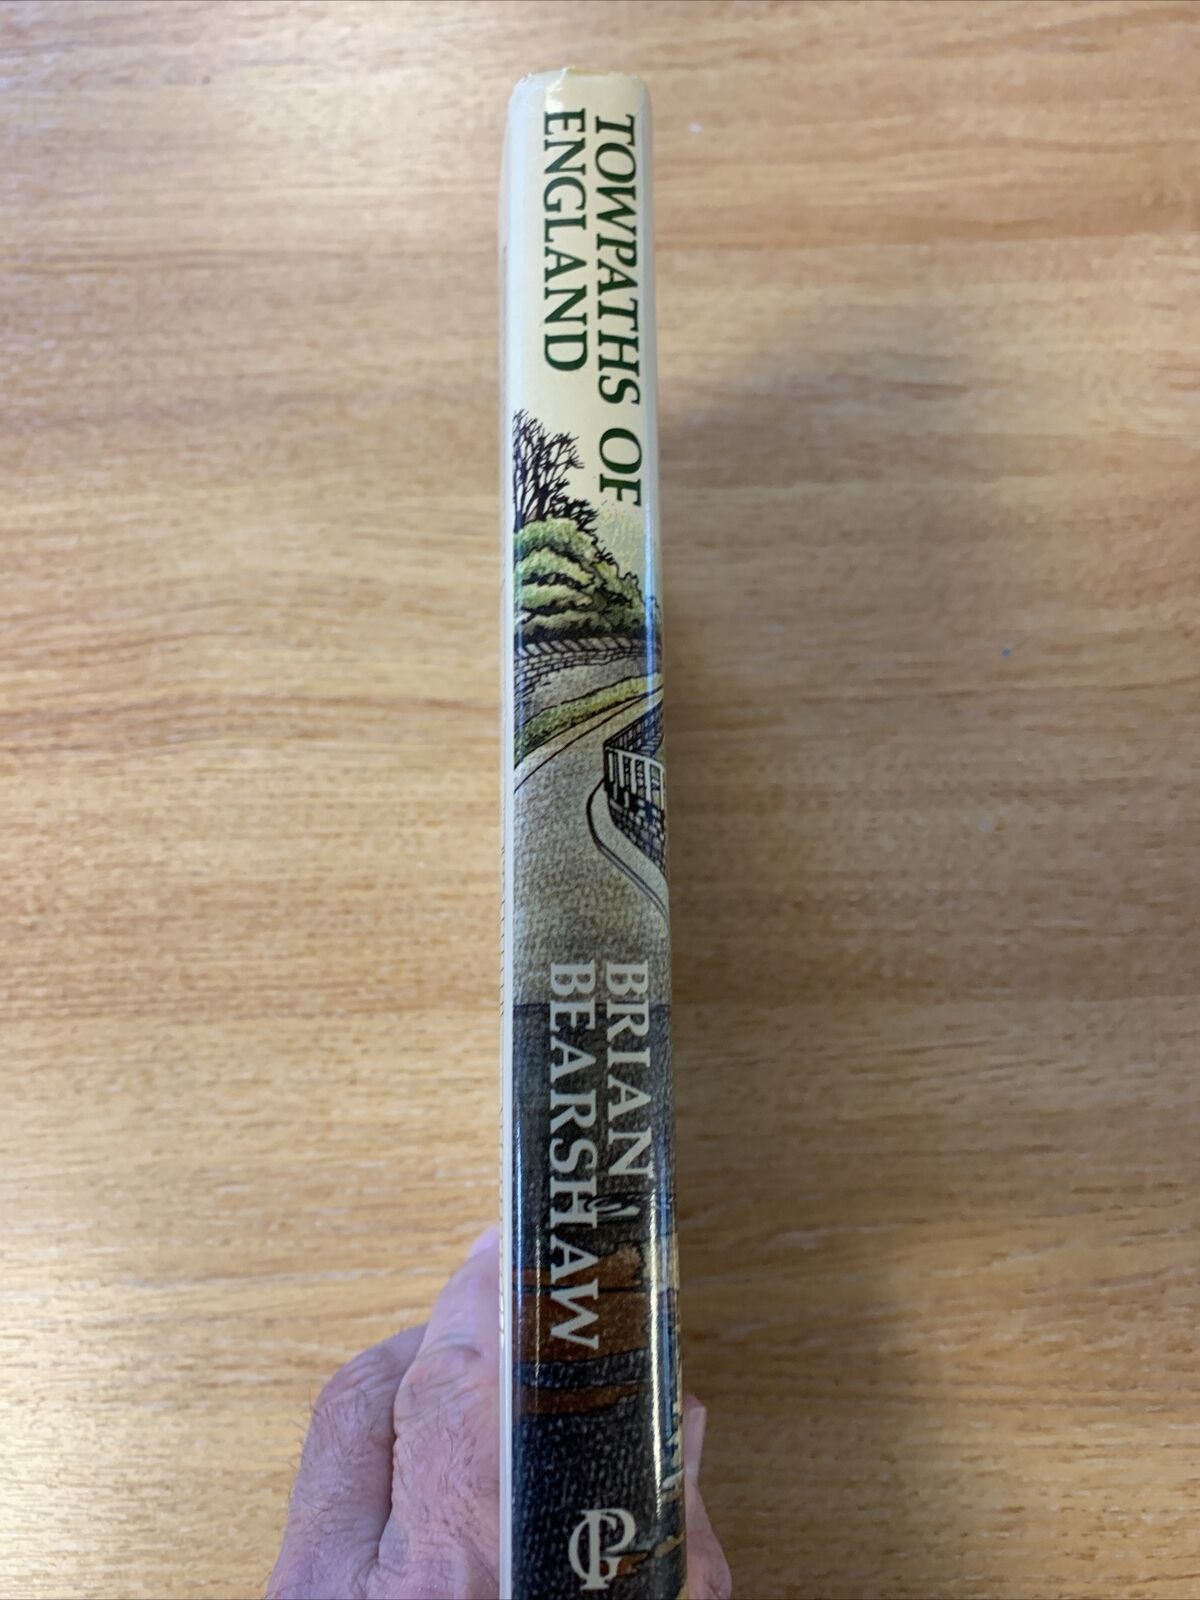 TOWPATHS OF
ENGLAND
BRIAN
BEARSHAW